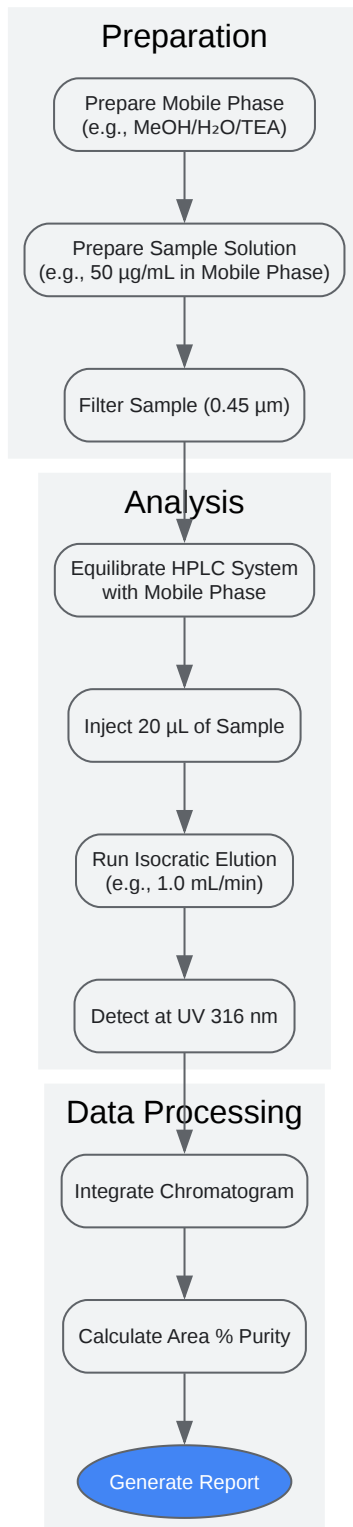 Preparation
Prepare Mobile Phase
(e.g., MeOH/H₂O/TEA)
Prepare Sample Solution
(e.g., 50 µg/mL in Mobile Phase)
Filter Sample (0.45 µm)
Analysis
Equilibrate HPLC System
with Mobile Phase
Inject 20 µL of Sample
Run Isocratic Elution
(e.g., 1.0 mL/min)
Detect at UV 316 nm
Data Processing
Integrate Chromatogram
Calculate Area % Purity
Generate Report